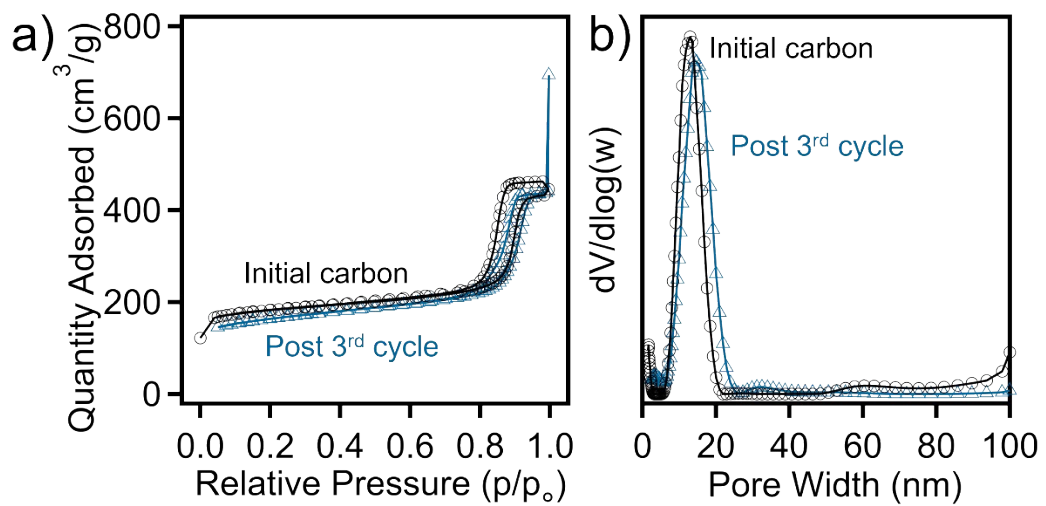 a)
Quantity Adsorbed (cm³/g)
800
600
400
200
0
Initial carbon
Post 3rd cycle
0.0 0.2 0.4 0.6 0.8 1.0
Relative Pressure (p/p₀)
b)
dV/dlog(w)
Initial carbon
Post 3rd cycle
0 20 40 60 80 100
Pore Width (nm)